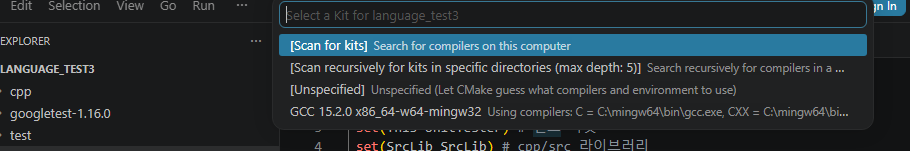 Edit Selection View Go Run
Select a Kit for language_test3
gn In
EXPLORER
[Scan for kits] Search for compilers on this computer
LANGUAGE_TEST3
[Scan recursively for kits in specific directories (max depth: 5)] Search recursively for compilers in a ...
cpp
[Unspecified] Unspecified (Let CMake guess what compilers and environment to use)
googletest-1.16.0
GCC 15.2.0 x86_64-w64-mingw32 Using compilers: C = C:\mingw64\bin\gcc.exe, CXX = C:\mingw64\bi...
test
4 set(SrcLib SrcLib) # cpp/src 라이브러리